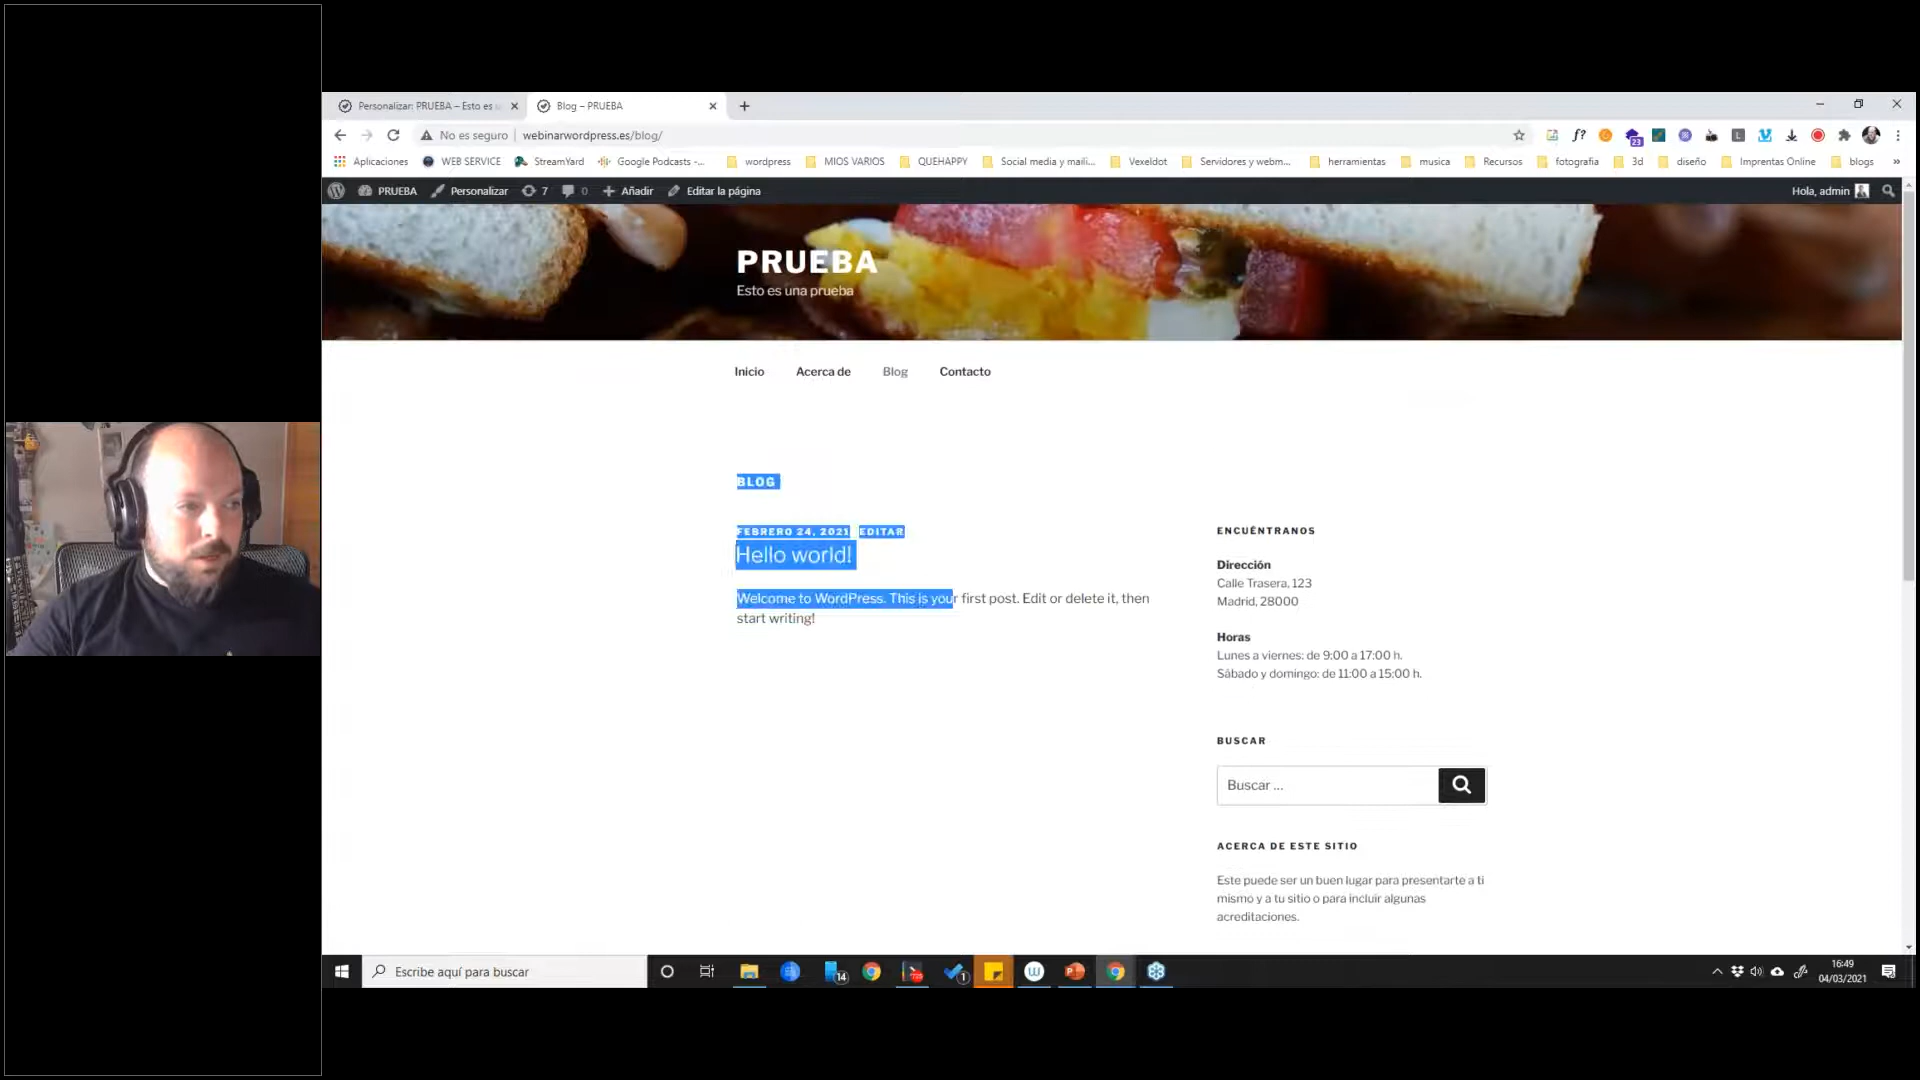 Personalizar: PRUEBA – Esto es u
Blog – PRUEBA
No es seguro
webinarwordpress.es/blog/
23
Aplicaciones
WEB SERVICE
StreamYard
Google Podcasts -...
wordpress
MIOS VARIOS
QUEHAPPY
Social media y maili...
Vexeldot
Servidores y webm...
herramientas
musica
Recursos
fotografia
3d
diseño
Imprentas Online
blogs
»
PRUEBA
Personalizar
7
0
Añadir
Editar la página
Hola, admin
PRUEBA
Esto es una prueba
Inicio
Acerca de
Blog
Contacto
BLOG
FEBRERO 24, 2021 EDITAR
Hello world!
Welcome to WordPress. This is your first post. Edit or delete it, then
start writing!
ENCUÉNTRANOS
Dirección
Calle Trasera, 123
Madrid, 28000
Horas
Lunes a viernes: de 9:00 a 17:00 h.
Sábado y domingo: de 11:00 a 15:00 h.
BUSCAR
Buscar ...
ACERCA DE ESTE SITIO
Este puede ser un buen lugar para presentarte a ti
mismo y a tu sitio o para incluir algunas
acreditaciones.
Escribe aquí para buscar
14
1
16:49
04/03/2021